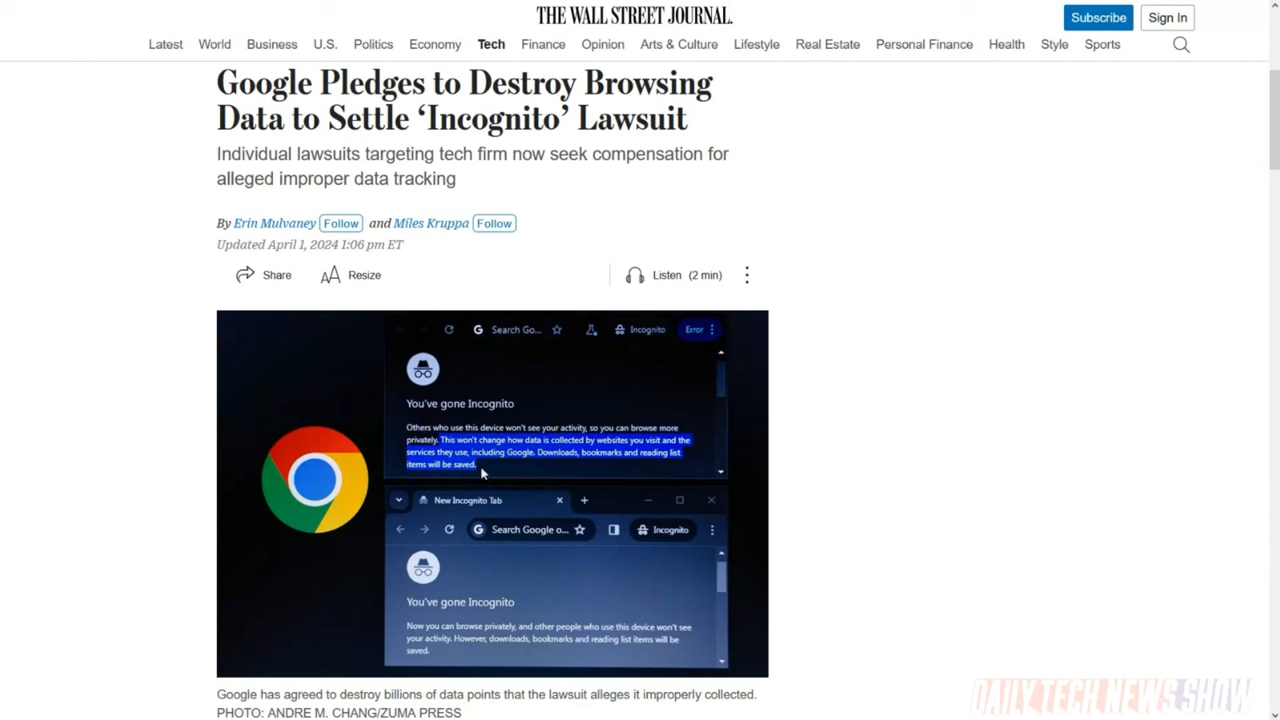 THE WALL STREET JOURNAL.
Subscribe
Sign In
Latest World Business U.S. Politics Economy Tech Finance Opinion Arts & Culture Lifestyle Real Estate Personal Finance Health Style Sports
Google Pledges to Destroy Browsing
Data to Settle ‘Incognito’ Lawsuit
Individual lawsuits targeting tech firm now seek compensation for
alleged improper data tracking
By Erin Mulvaney Follow and Miles Kruppa Follow
Updated April 1, 2024 1:06 pm ET
Share AA Resize Listen (2 min)
G Search Go... Incognito Error
You’ve gone Incognito
Others who use this device won’t see your activity, so you can browse more
privately. This won’t change how data is collected by websites you visit and the
services they use, including Google. Downloads, bookmarks and reading list
items will be saved.
New Incognito Tab
G Search Google o... Incognito
You’ve gone Incognito
Now you can browse privately, and other people who use this device won’t see
your activity. However, downloads, bookmarks and reading list items will be
saved.
Google has agreed to destroy billions of data points that the lawsuit alleges it improperly collected.
PHOTO: ANDRE M. CHANG/ZUMA PRESS
DAILY TECH NEWS SHOW